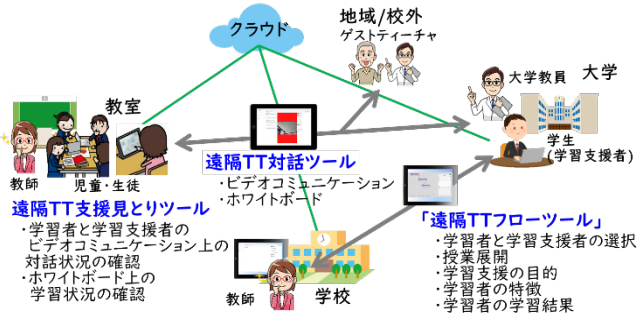 クラウド
地域/校外
ゲストティーチャ
大学教員
大学
教室
学生
(学習支援者)
教師
児童・生徒
遠隔TT対話ツール
・ビデオコミュニケーション
・ホワイトボード
遠隔TT支援見とりツール
・学習者と学習支援者の
ビデオコミュニケーション上の
対話状況の確認
・ホワイトボード上の
学習状況の確認
「遠隔TTフローツール」
・学習者と学習支援者の選択
・授業展開
・学習支援の目的
・学習者の特徴
・学習者の学習結果
教師
学校